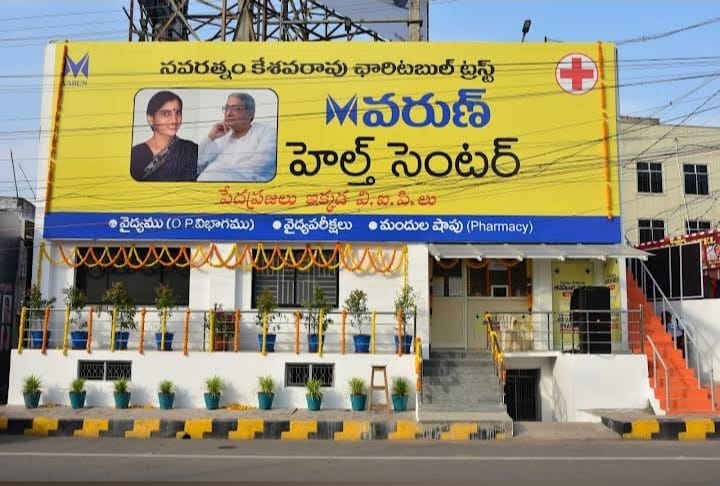 VARUN
నవరత్నం కేశవరావు ఛారిటబుల్ ట్రస్ట్
వరుణ్
హెల్త్ సెంటర్
పేదప్రజలు ఇక్కడ వి.ఐ.పి.లు
• వైద్యము (O P.విభాగము) • వైద్యపరీక్షలు • మందుల షాపు (Pharmacy)